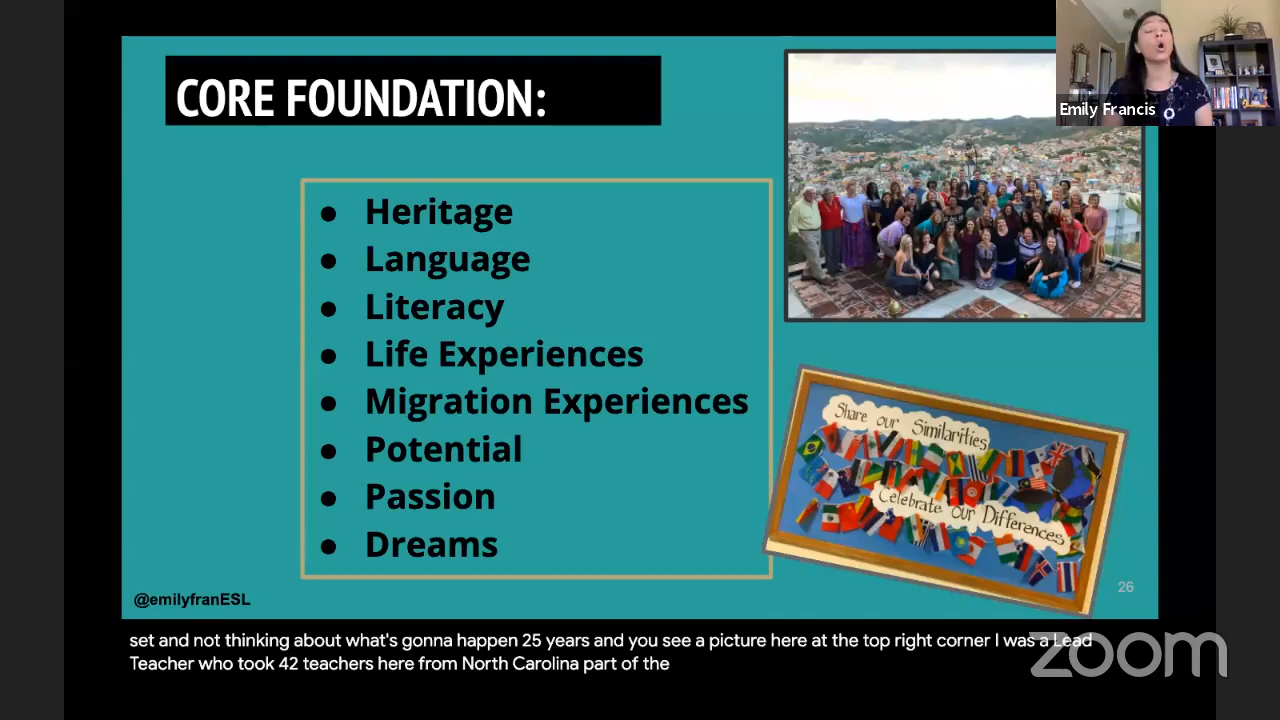 CORE FOUNDATION:
Emily Francis
● Heritage
● Language
● Literacy
● Life Experiences
● Migration Experiences
● Potential
● Passion
● Dreams
Share our Similarities
Celebrate our Differences
@emilyfranESL
26
set and not thinking about what's gonna happen 25 years and you see a picture here at the top right corner I was a Lead
Teacher who took 42 teachers here from North Carolina part of the
zoom